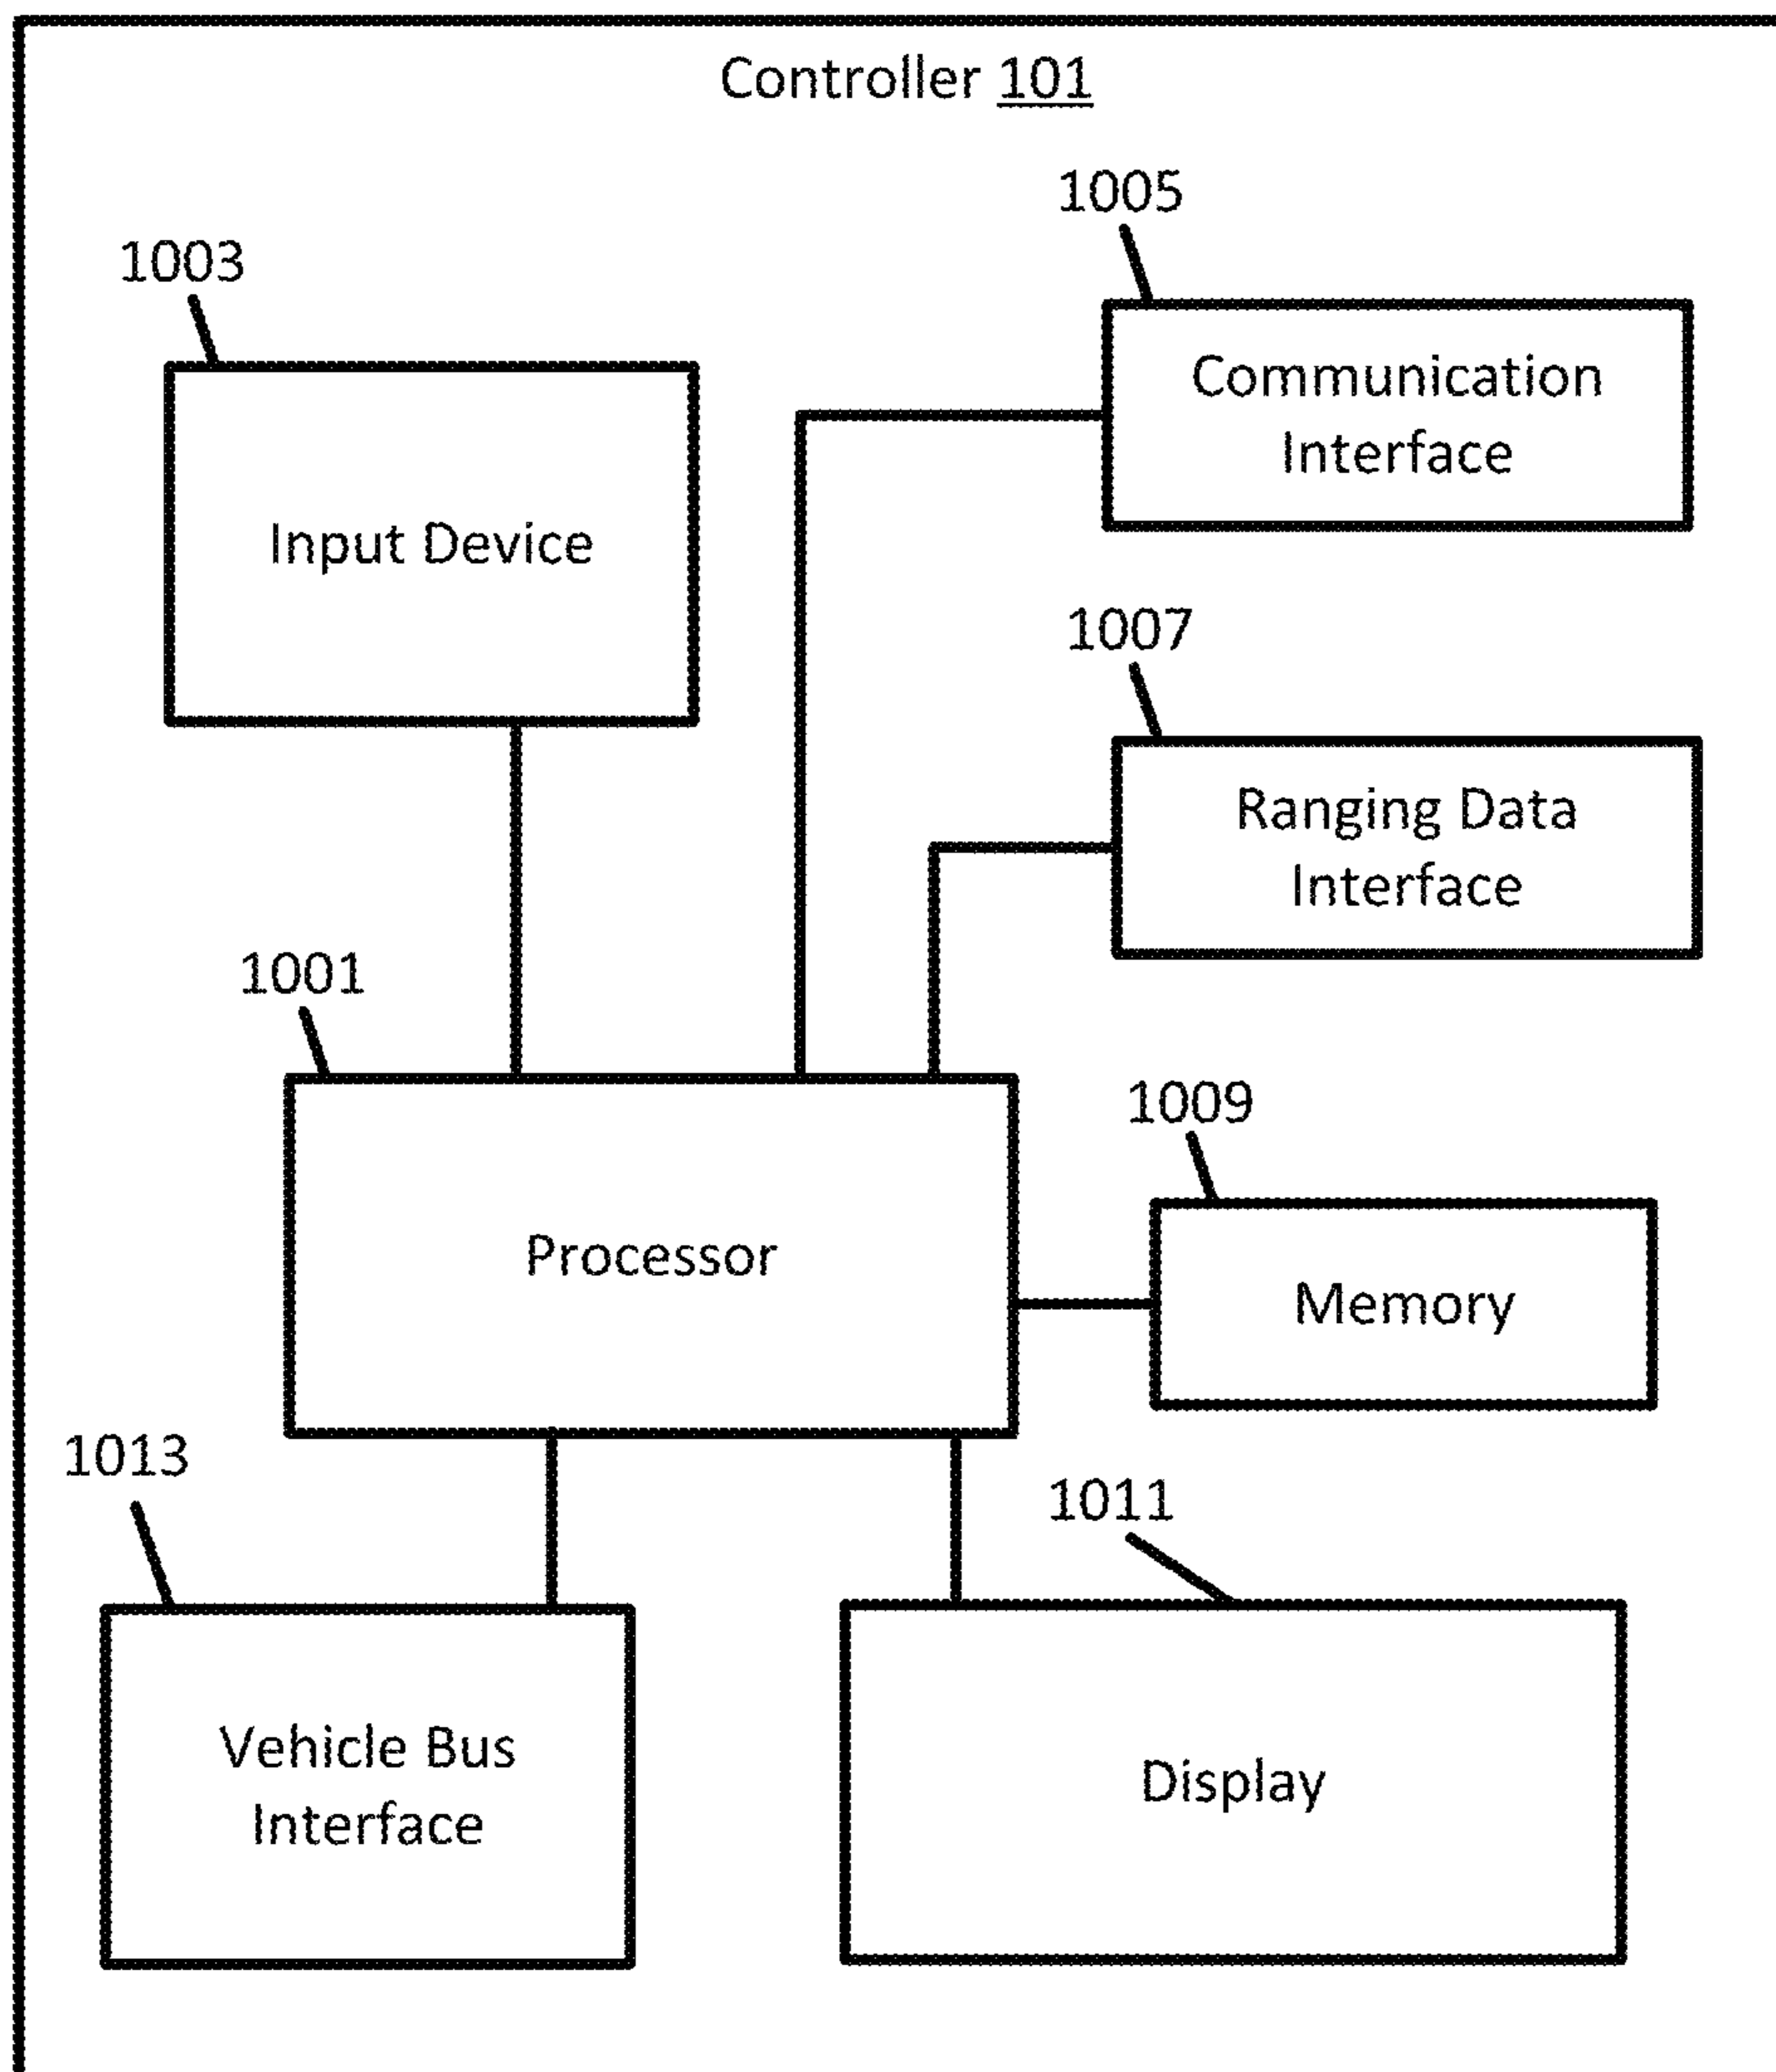 Controller 101
1005
1003
Communication
Interface
Input Device
1007
Ranging Data
Interface
1001
1009
Processor
Memory
1013
1011
Vehicle Bus
Interface
Display